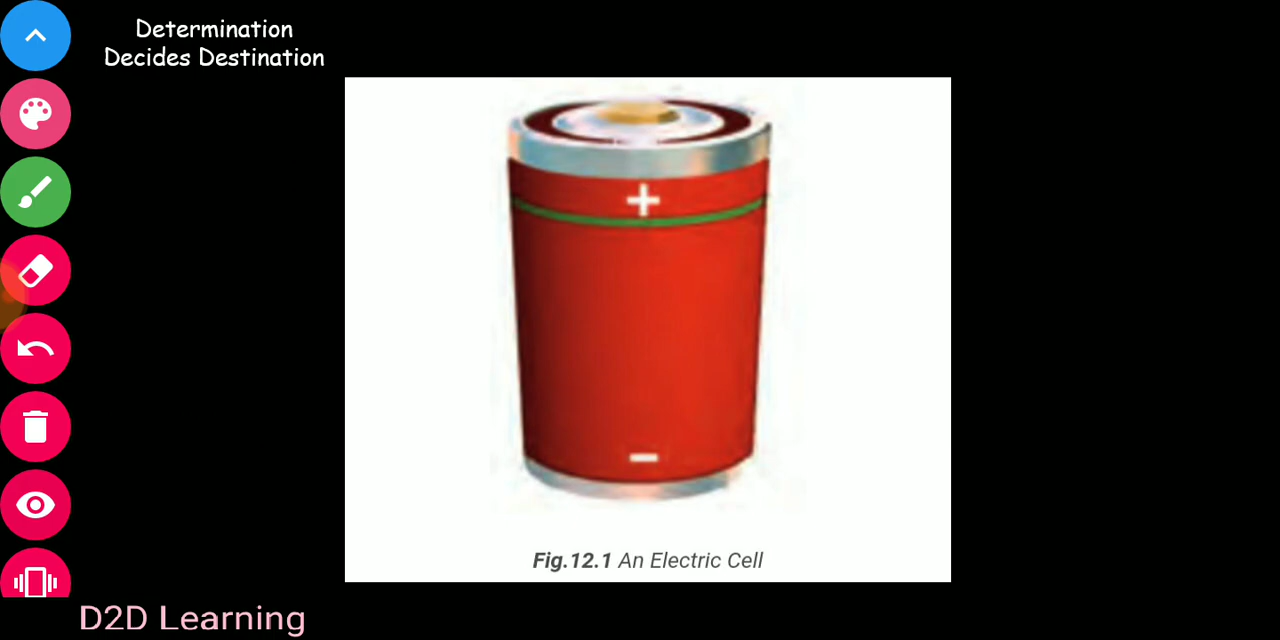 Determination
Decides Destination
+
-
Fig.12.1 An Electric Cell
D2D Learning